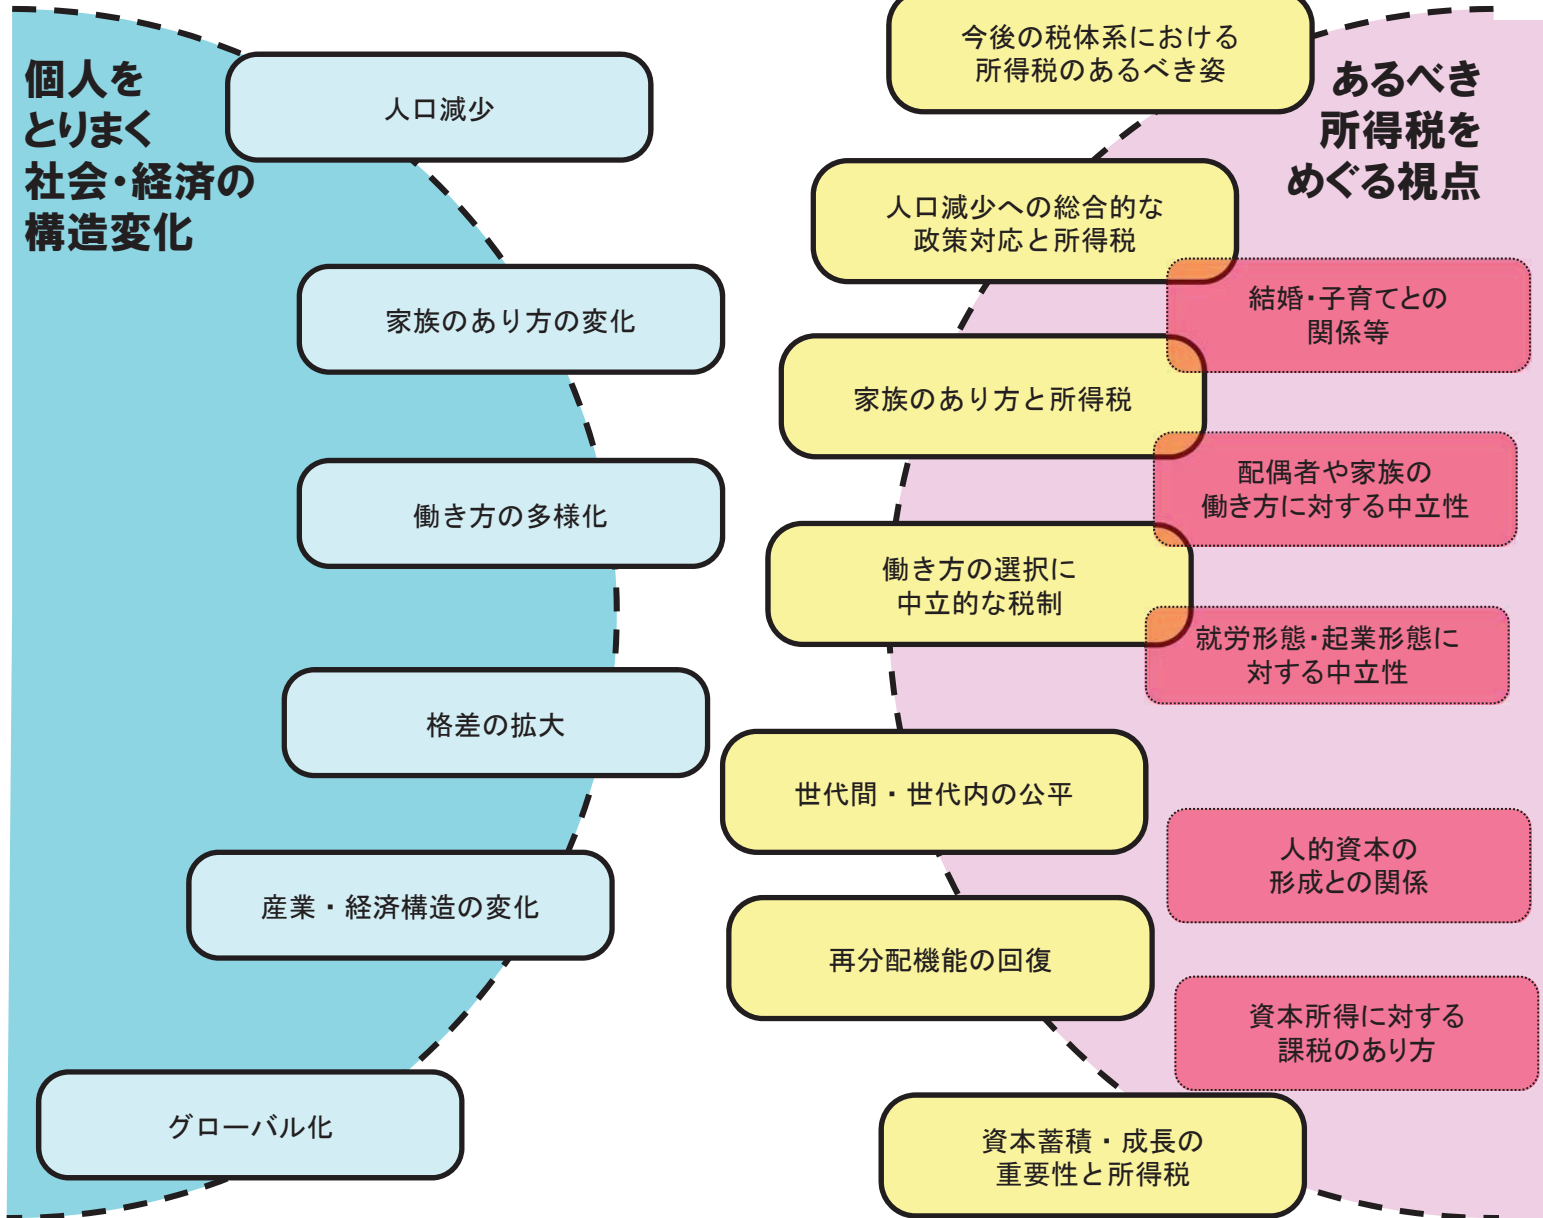 個人を
とりまく
社会・経済の
構造変化
人口減少
家族のあり方の変化
働き方の多様化
格差の拡大
産業・経済構造の変化
グローバル化
あるべき
所得税を
めぐる視点
今後の税体系における
所得税のあるべき姿
人口減少への総合的な
政策対応と所得税
結婚・子育てとの
関係等
家族のあり方と所得税
配偶者や家族の
働き方に対する中立性
働き方の選択に
中立的な税制
就労形態・起業形態に
対する中立性
世代間・世代内の公平
人的資本の
形成との関係
再分配機能の回復
資本所得に対する
課税のあり方
資本蓄積・成長の
重要性と所得税